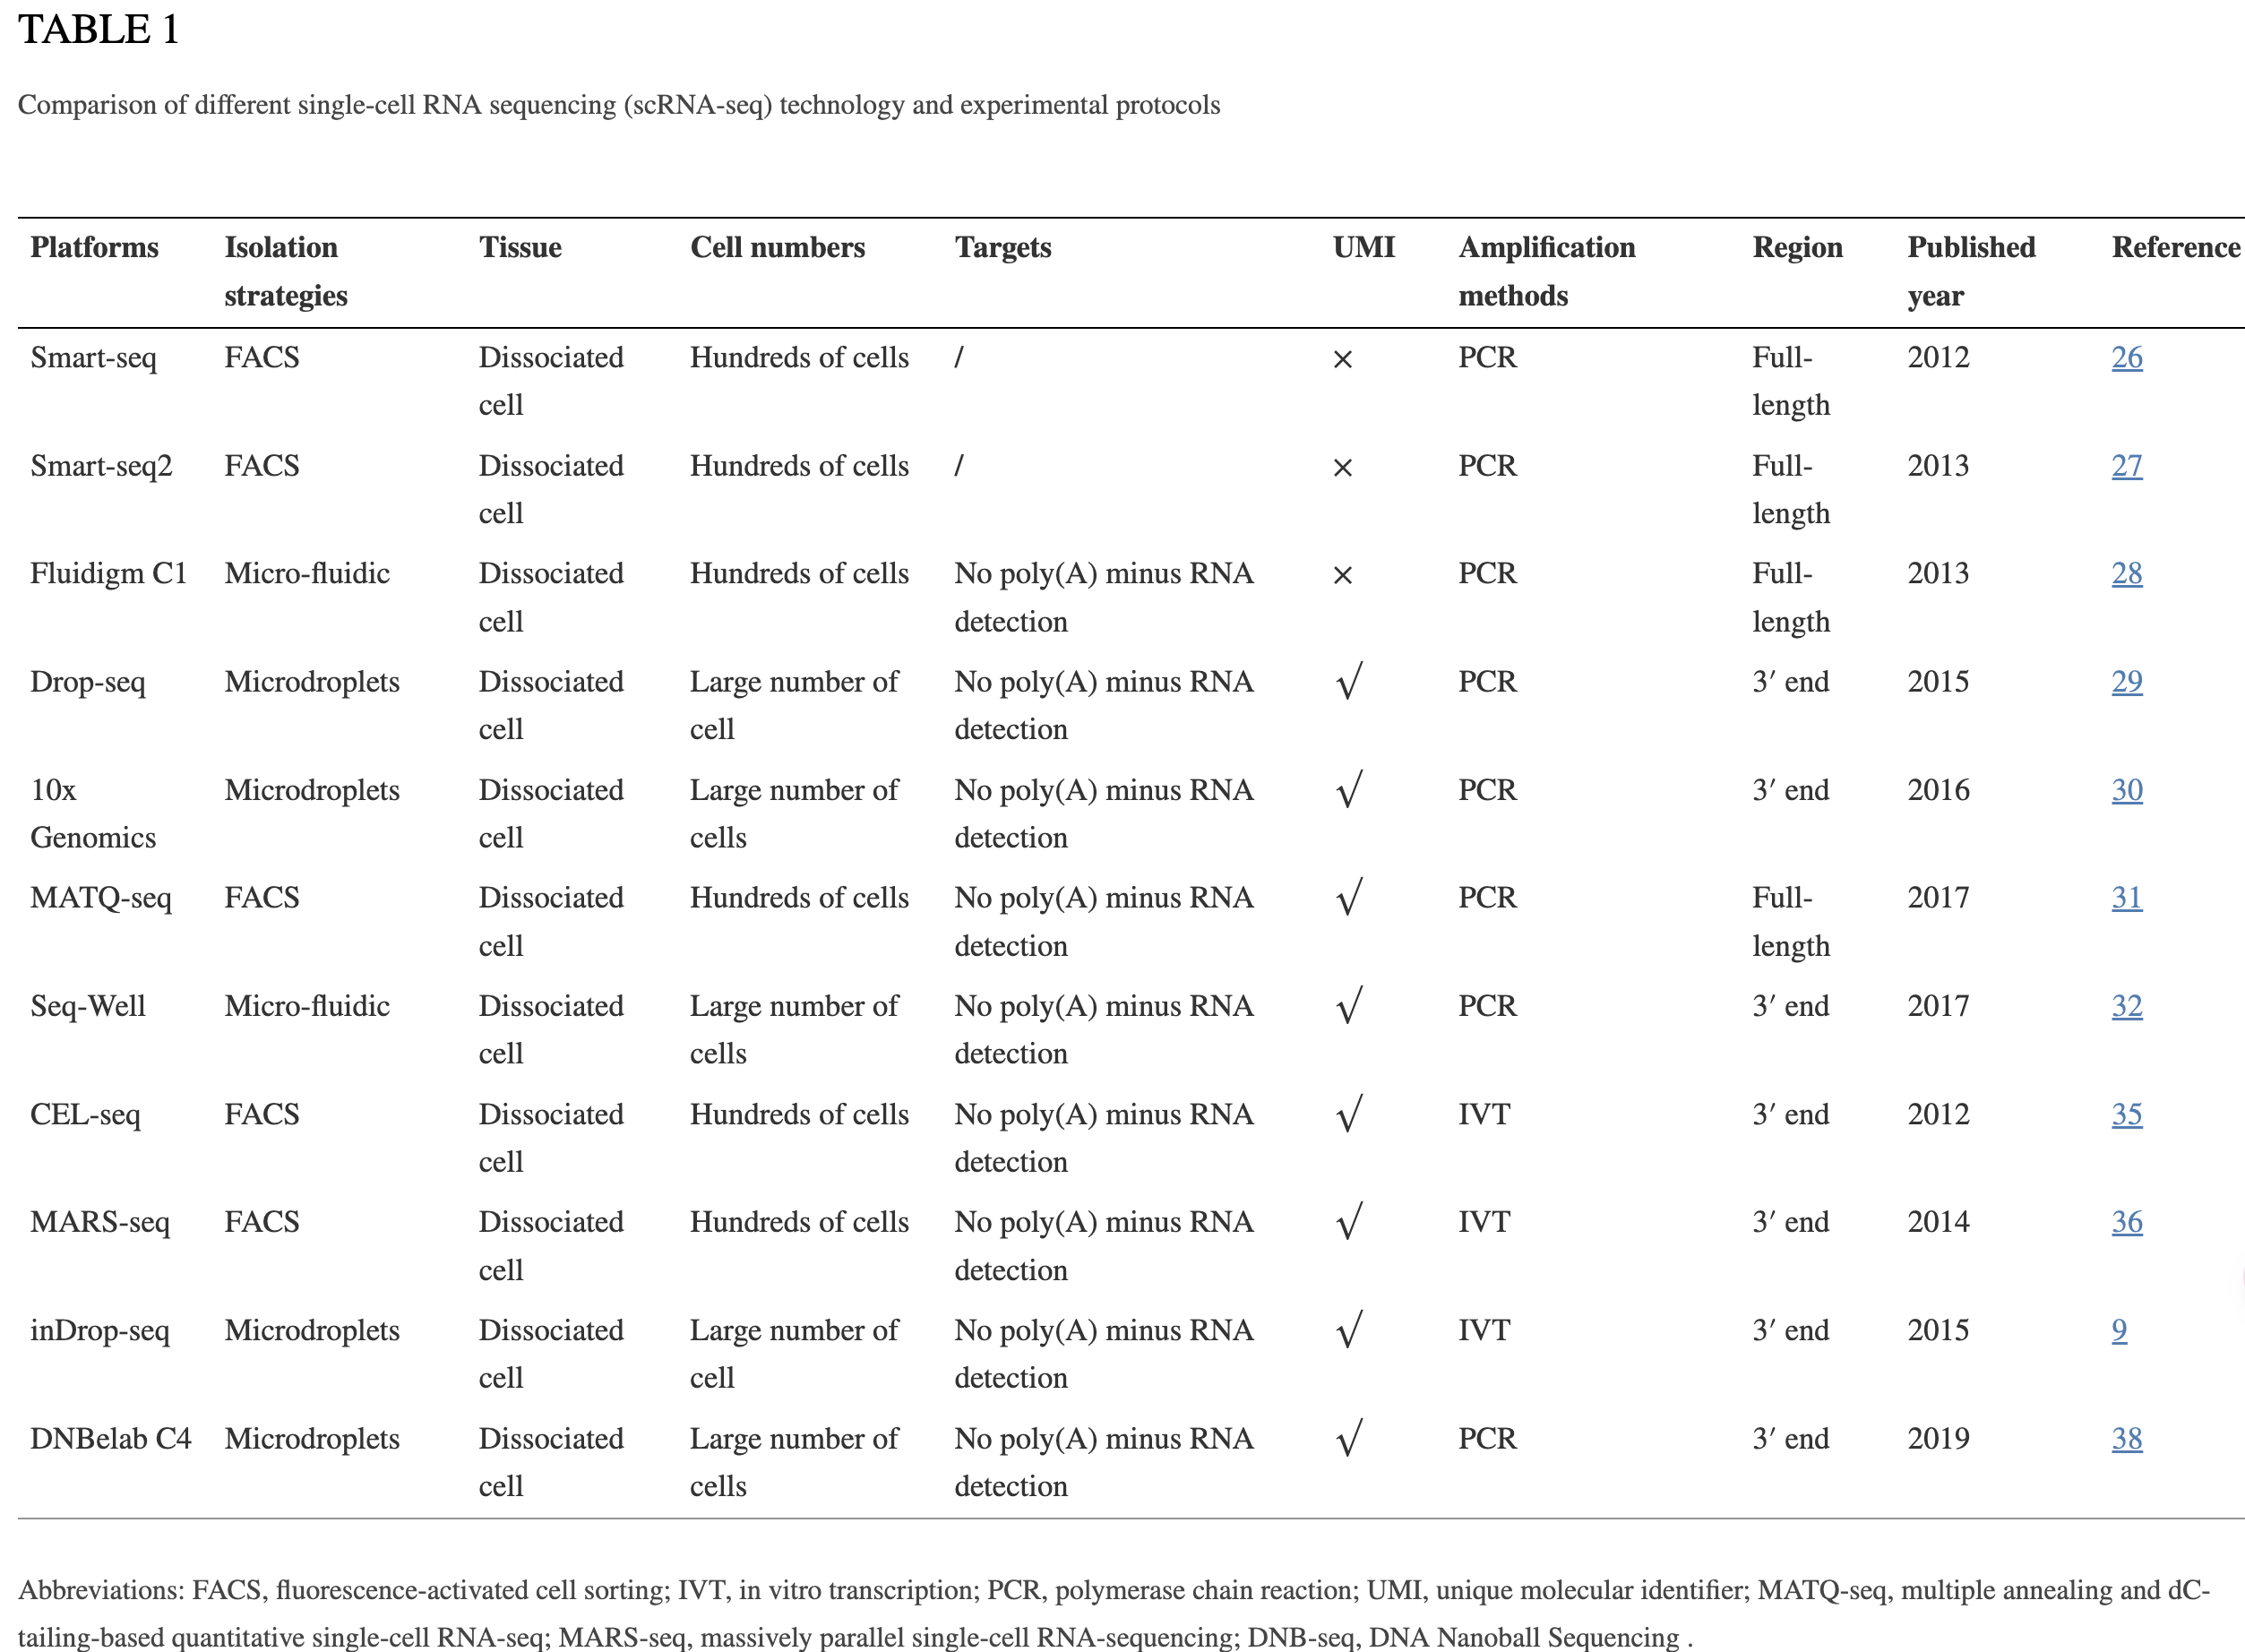 TABLE 1
Comparison of different single-cell RNA sequencing (scRNA-seq) technology and experimental protocols
Platforms Isolation strategies Tissue Cell numbers Targets UMI Amplification methods Region Published year Reference
Smart-seq FACS Dissociated cell Hundreds of cells / × PCR Full-length 2012 26
Smart-seq2 FACS Dissociated cell Hundreds of cells / × PCR Full-length 2013 27
Fluidigm C1 Micro-fluidic Dissociated cell Hundreds of cells No poly(A) minus RNA detection × PCR Full-length 2013 28
Drop-seq Microdroplets Dissociated cell Large number of cell No poly(A) minus RNA detection √ PCR 3′ end 2015 29
10x Genomics Microdroplets Dissociated cell Large number of cells No poly(A) minus RNA detection √ PCR 3′ end 2016 30
MATQ-seq FACS Dissociated cell Hundreds of cells No poly(A) minus RNA detection √ PCR Full-length 2017 31
Seq-Well Micro-fluidic Dissociated cell Large number of cells No poly(A) minus RNA detection √ PCR 3′ end 2017 32
CEL-seq FACS Dissociated cell Hundreds of cells No poly(A) minus RNA detection √ IVT 3′ end 2012 35
MARS-seq FACS Dissociated cell Hundreds of cells No poly(A) minus RNA detection √ IVT 3′ end 2014 36
inDrop-seq Microdroplets Dissociated cell Large number of cell No poly(A) minus RNA detection √ IVT 3′ end 2015 9
DNBelab C4 Microdroplets Dissociated cell Large number of cells No poly(A) minus RNA detection √ PCR 3′ end 2019 38
Abbreviations: FACS, fluorescence-activated cell sorting; IVT, in vitro transcription; PCR, polymerase chain reaction; UMI, unique molecular identifier; MATQ-seq, multiple annealing and dC-
tailing-based quantitative single-cell RNA-seq; MARS-seq, massively parallel single-cell RNA-sequencing; DNB-seq, DNA Nanoball Sequencing .